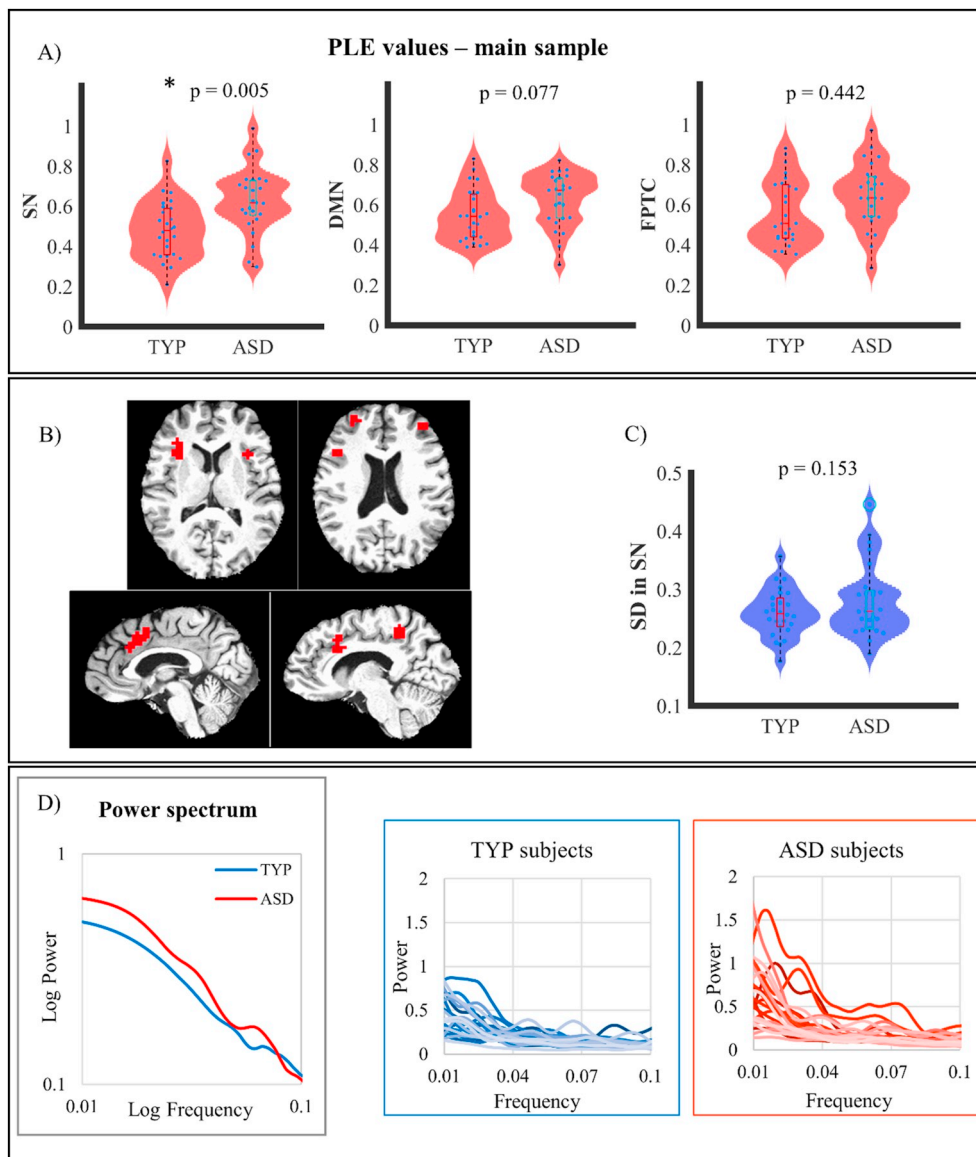 A)
PLE values – main sample
*
p = 0.005
p = 0.077
p = 0.442
SN
1
0.8
0.6
0.4
0.2
0
TYP
ASD
DMN
1
0.8
0.6
0.4
0.2
0
TYP
ASD
FPTC
1
0.8
0.6
0.4
0.2
0
TYP
ASD
B)
C)
p = 0.153
SD in SN
0.5
0.4
0.3
0.2
0.1
TYP
ASD
D)
Power spectrum
TYP
ASD
Log Power
1
0.1
0.01
0.1
Log Frequency
TYP subjects
Power
2
1.5
1
0.5
0
0.01
0.04
0.07
0.1
Frequency
ASD subjects
Power
2
1.5
1
0.5
0
0.01
0.04
0.07
0.1
Frequency